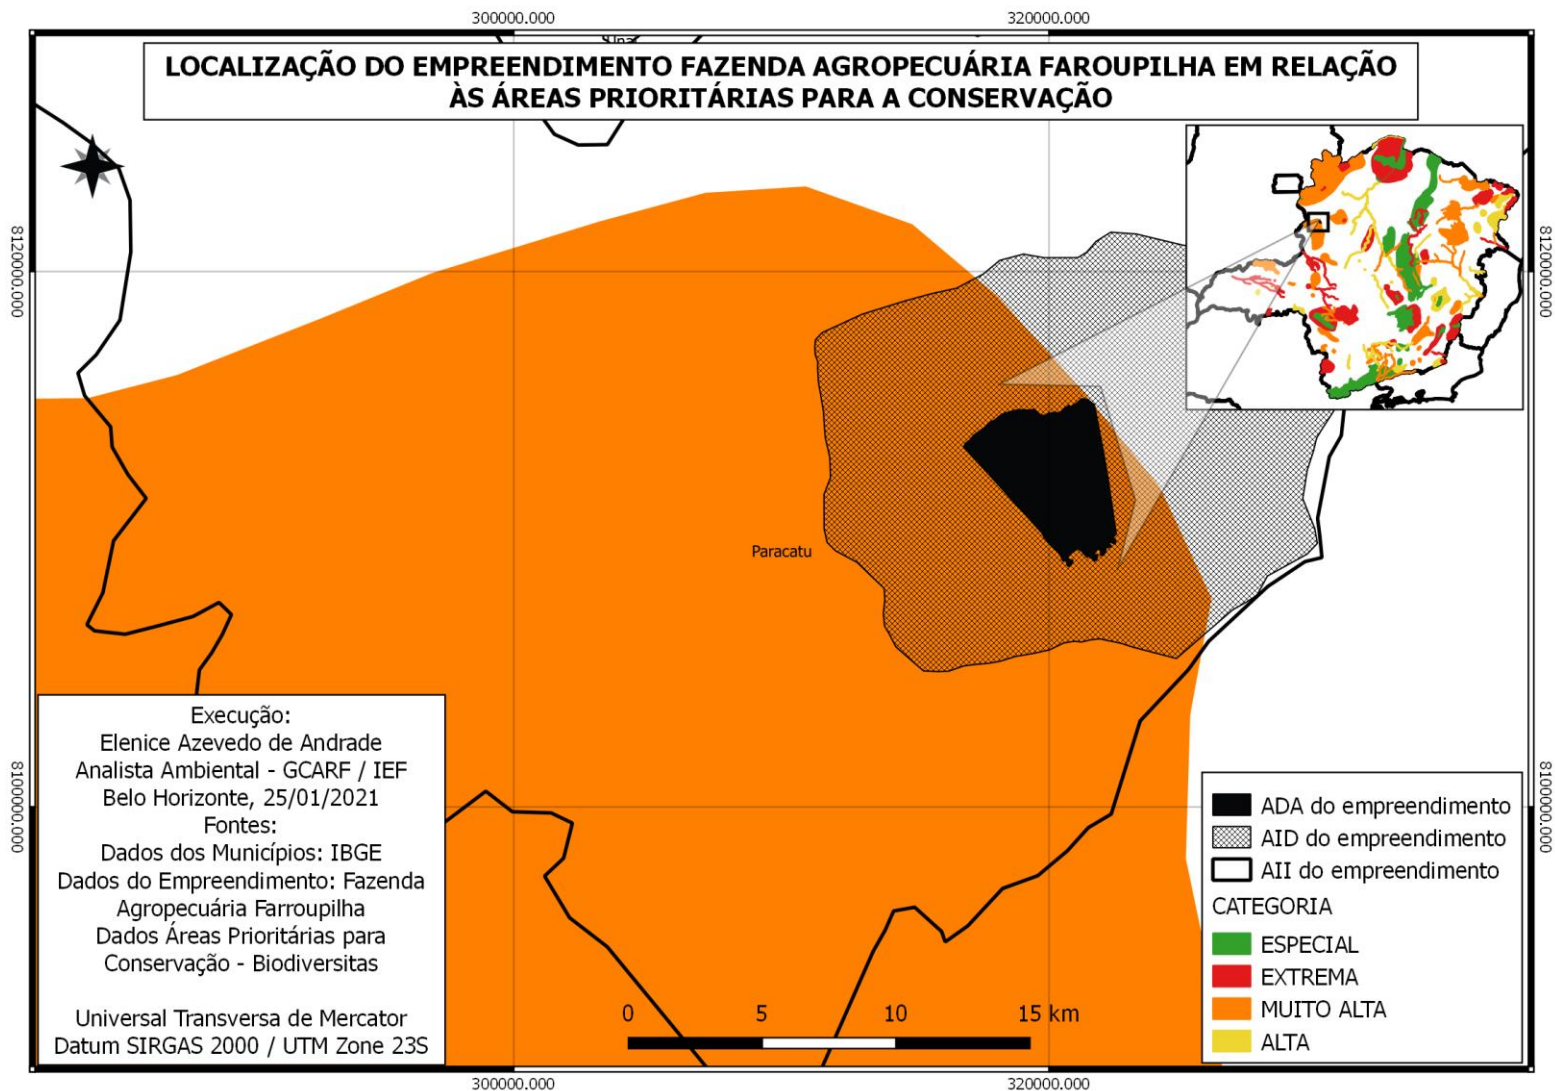 300000.000
320000.000
LOCALIZAÇÃO DO EMPREENDIMENTO FAZENDA AGROPECUÁRIA FAROUPILHA EM RELAÇÃO
ÀS ÁREAS PRIORITÁRIAS PARA A CONSERVAÇÃO
8120000.000
8120000.000
Paracatu
Execução:
Elenice Azevedo de Andrade
Analista Ambiental - GCARF / IEF
Belo Horizonte, 25/01/2021
Fontes:
Dados dos Municípios: IBGE
Dados do Empreendimento: Fazenda
Agropecuária Farroupilha
Dados Áreas Prioritárias para
Conservação - Biodiversitas
Universal Transversa de Mercator
Datum SIRGAS 2000 / UTM Zone 23S
8100000.000
8100000.000
0 5 10 15 km
ADA do empreendimento
AID do empreendimento
AII do empreendimento
CATEGORIA
ESPECIAL
EXTREMA
MUITO ALTA
ALTA
300000.000
320000.000